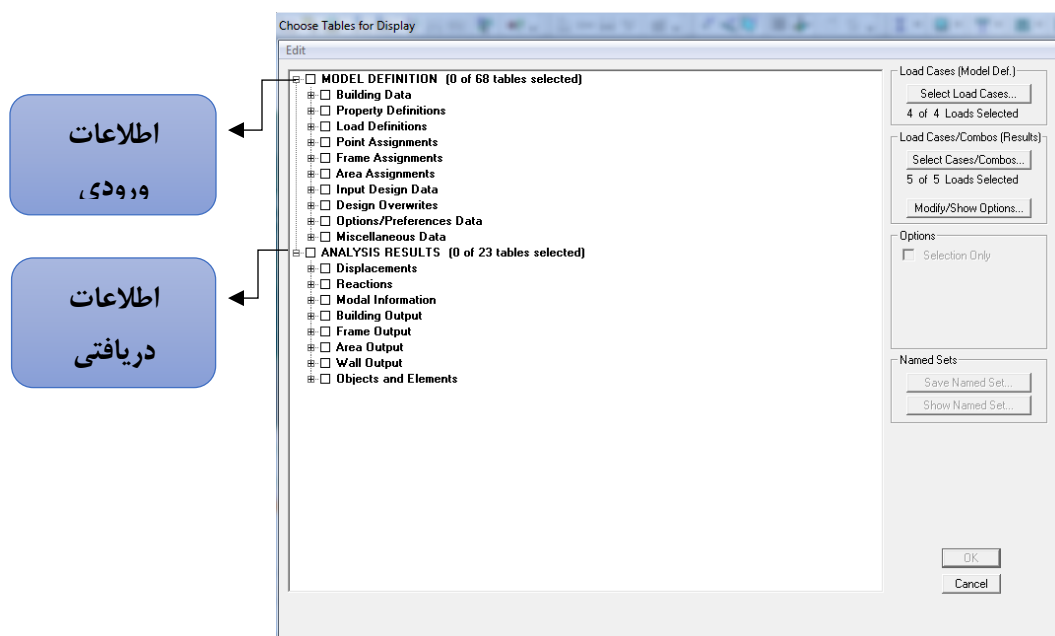 Choose Tables for Display
Edit
MODEL DEFINITION (0 of 68 tables selected)
Building Data
Property Definitions
Load Definitions
Point Assignments
Frame Assignments
Area Assignments
Input Design Data
Design Overwrites
Options/Preferences Data
Miscellaneous Data
ANALYSIS RESULTS (0 of 23 tables selected)
Displacements
Reactions
Modal Information
Building Output
Frame Output
Area Output
Wall Output
Objects and Elements
Load Cases (Model Def.)
Select Load Cases...
4 of 4 Loads Selected
Load Cases/Combos (Results)
Select Cases/Combos...
5 of 5 Loads Selected
Modify/Show Options...
Options
Selection Only
Named Sets
Save Named Set...
Show Named Set...
OK
Cancel
اطلاعات
ورودی
اطلاعات
دریافتی